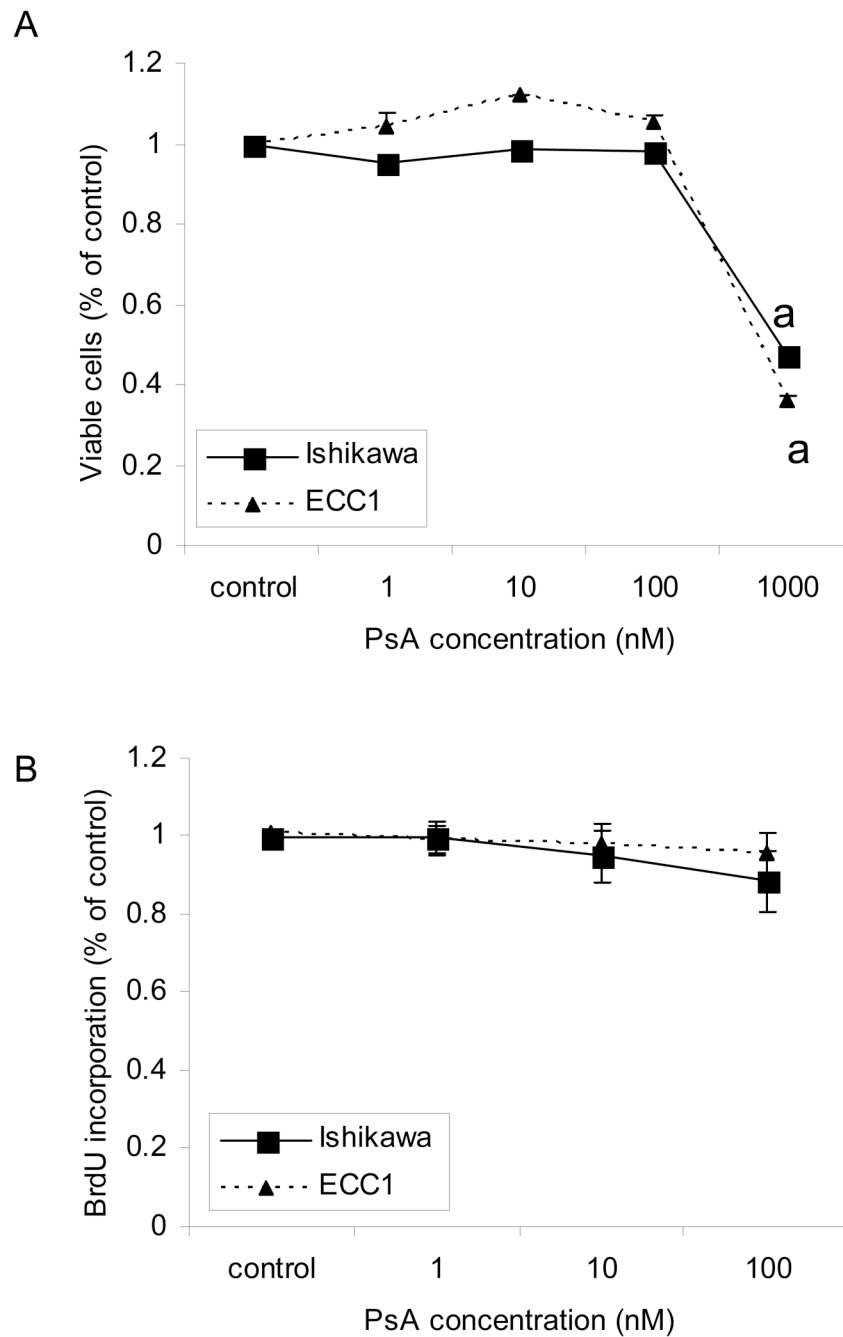 A
Viable cells (% of control)
1.2
1
0.8
0.6
0.4
0.2
0
a
a
Ishikawa
ECC1
control 1 10 100 1000
PsA concentration (nM)
B
BrdU incorporation (% of control)
1.2
1
0.8
0.6
0.4
0.2
0
Ishikawa
ECC1
control 1 10 100
PsA concentration (nM)